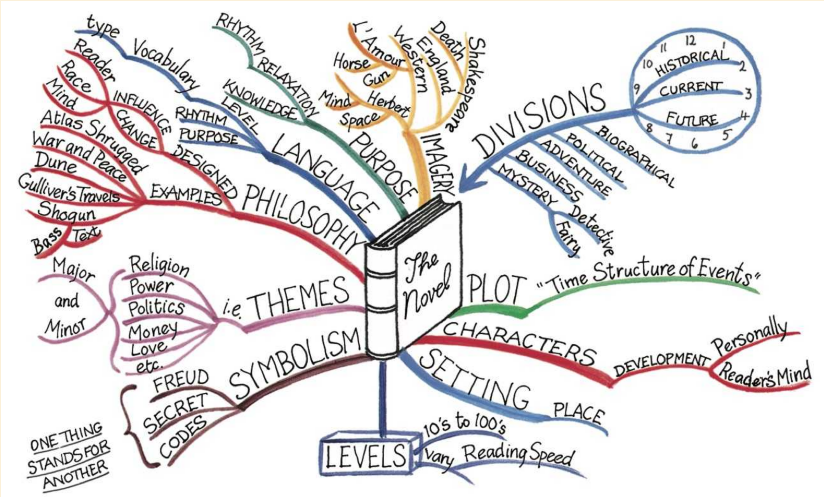 The
Novel
DIVISIONS
HISTORICAL
CURRENT
FUTURE
12
1
2
3
4
5
6
7
8
9
10
11
BIOGRAPHICAL
POLITICAL
ADVENTURE
BUSINESS
MYSTERY
Detective
Fairy
PLOT
"Time Structure of Events"
CHARACTERS
DEVELOPMENT
Personally
Reader's Mind
SETTING
PLACE
LEVELS
10's to 100's
vary Reading Speed
SYMBOLISM
FREUD
SECRET
CODES
ONE THING
STANDS FOR
ANOTHER
THEMES
i.e.
Religion
Power
Politics
Money
Love
etc.
Major
and
Minor
PHILOSOPHY
EXAMPLES
Atlas Shrugged
War and Peace
Dune
Gulliver's Travels
Shogun
Bass
Text
DESIGNED
INFLUENCE
CHANGE
Reader
Race
Mind
LANGUAGE
LEVEL
RHYTHM
PURPOSE
Vocabulary
type
PURPOSE
KNOWLEDGE
RELAXATION
RHYTHM
IMAGERY
Herbert
Mind
Space
Western
L'Amour
Horse
Gun
England
Death
Shakespeare